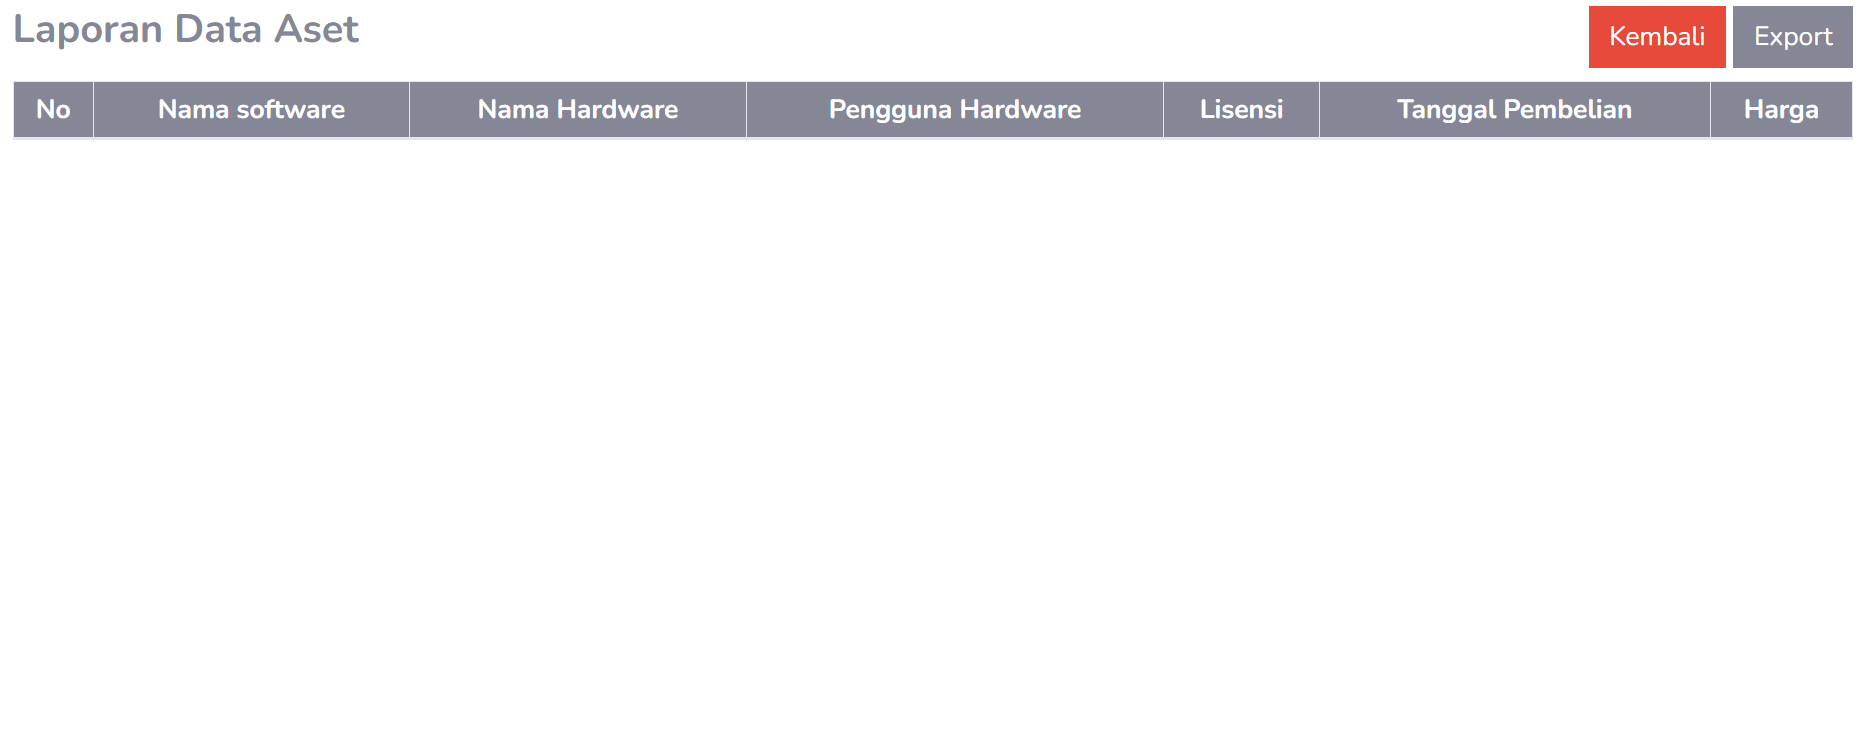 Laporan Data Aset
Kembali Export
No Nama software Nama Hardware Pengguna Hardware Lisensi Tanggal Pembelian Harga